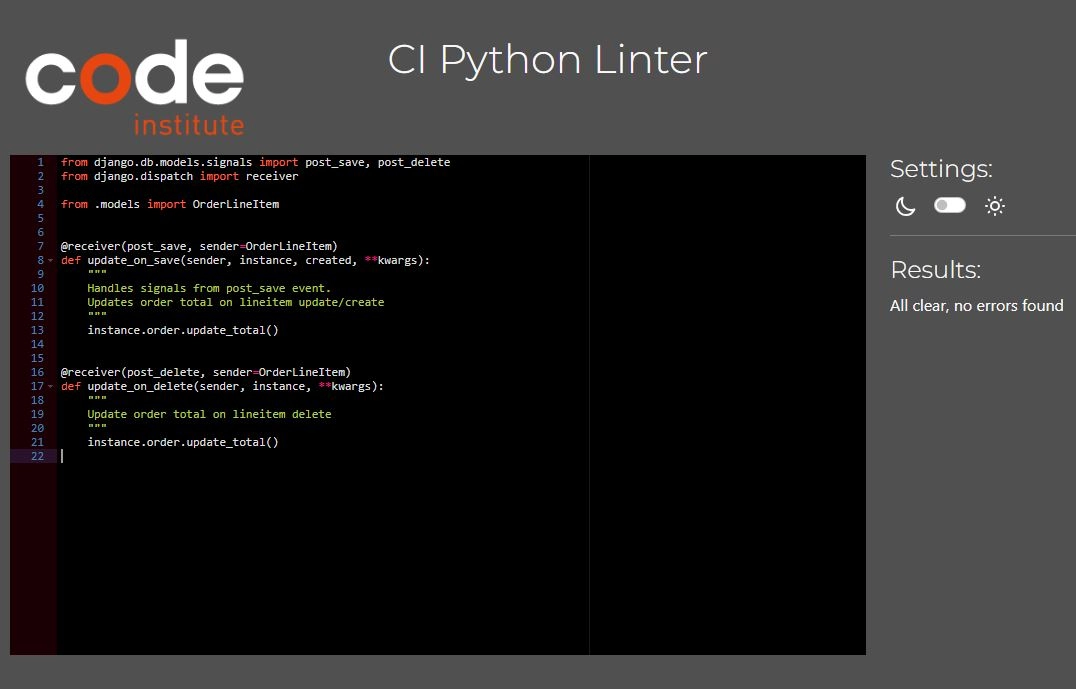 code
institute
CI Python Linter
1 from django.db.models.signals import post_save, post_delete
2 from django.dispatch import receiver
3
4 from .models import OrderLineItem
5
6
7 @receiver(post_save, sender=OrderLineItem)
8 def update_on_save(sender, instance, created, **kwargs):
9     """
10     Handles signals from post_save event.
11     Updates order total on lineitem update/create
12     """
13     instance.order.update_total()
14
15
16 @receiver(post_delete, sender=OrderLineItem)
17 def update_on_delete(sender, instance, **kwargs):
18     """
19     Update order total on lineitem delete
20     """
21     instance.order.update_total()
22
Settings:
Results:
All clear, no errors found